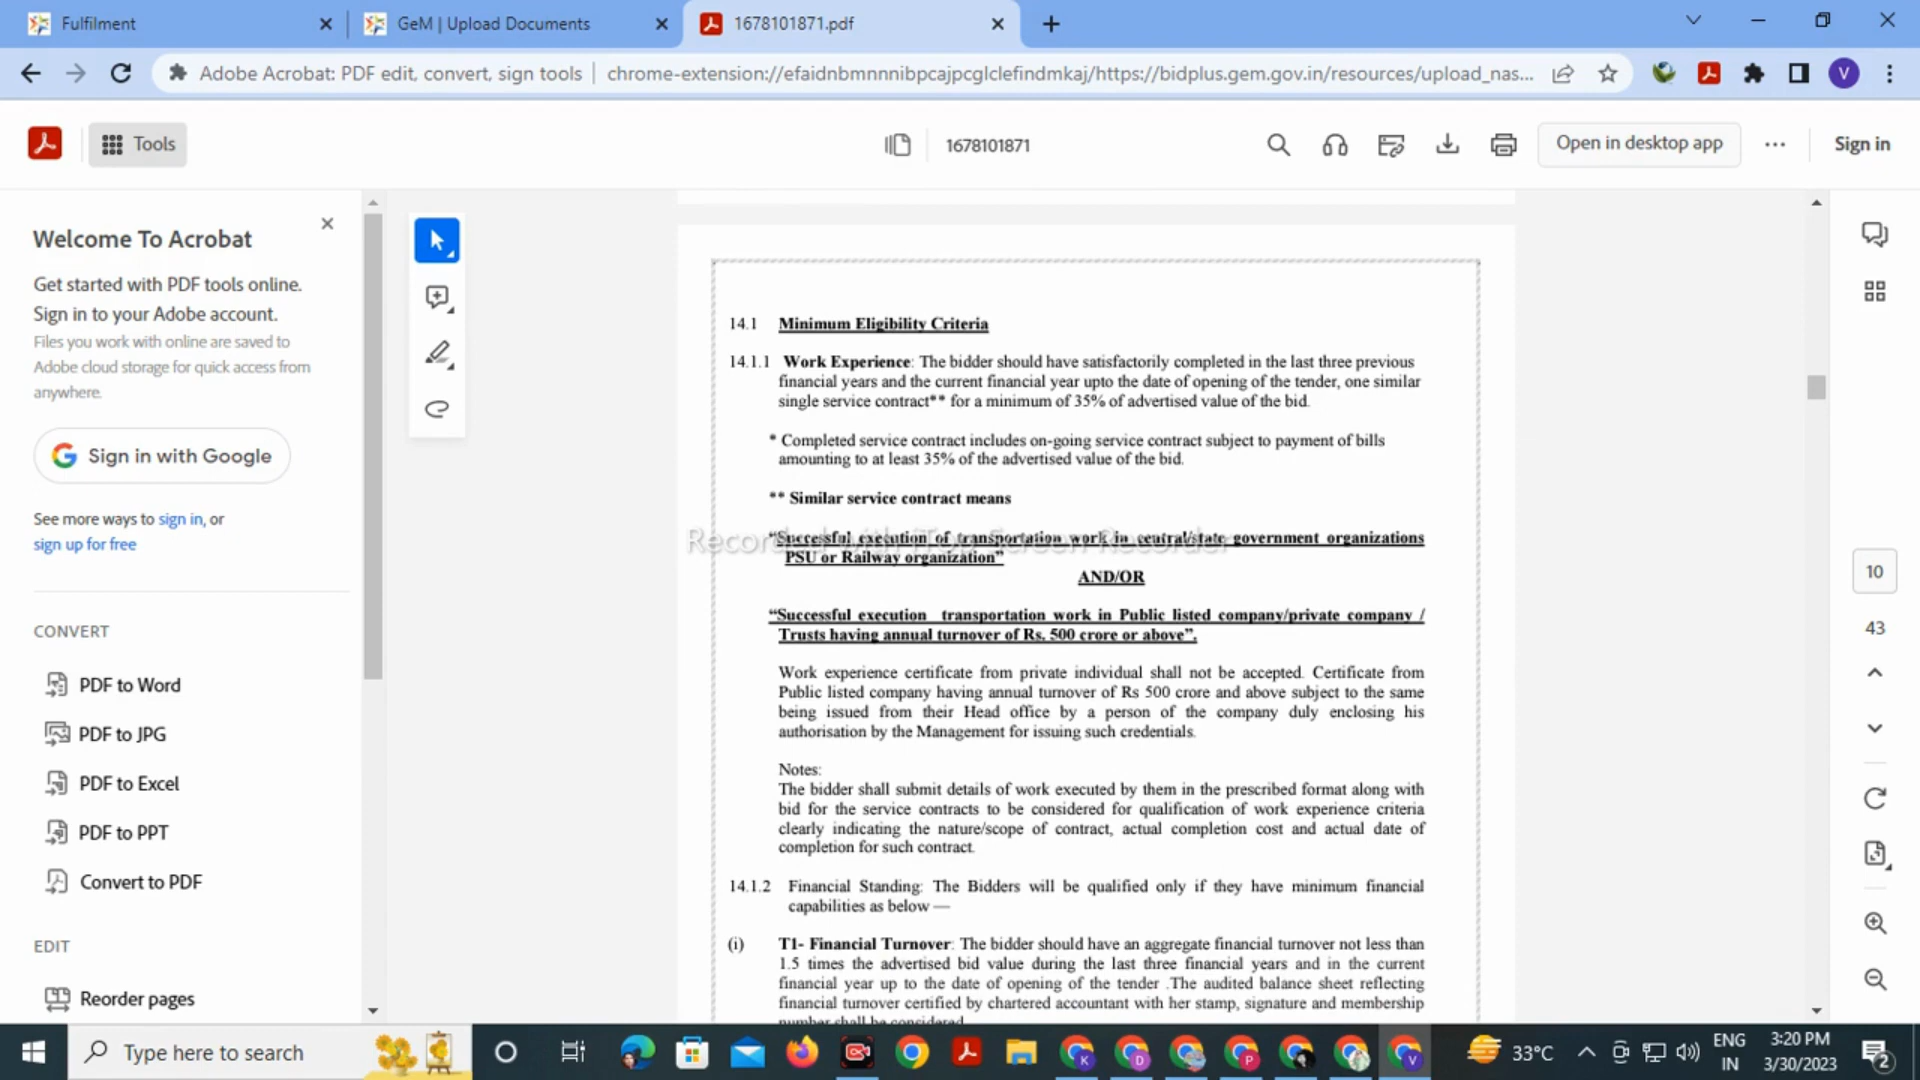 Fulfilment
GeM | Upload Documents
1678101871.pdf
Adobe Acrobat: PDF edit, convert, sign tools
chrome-extension://efaidnbmnnnibpcajpcglclefindmkaj/https://bidplus.gem.gov.in/resources/upload_nas...
V
Tools
1678101871
Open in desktop app
Sign in
Welcome To Acrobat
Get started with PDF tools online.
Sign in to your Adobe account.
Files you work with online are saved to
Adobe cloud storage for quick access from
anywhere.
Sign in with Google
See more ways to sign in, or
sign up for free
CONVERT
PDF to Word
PDF to JPG
PDF to Excel
PDF to PPT
Convert to PDF
EDIT
Reorder pages
14.1 Minimum Eligibility Criteria
14.1.1 Work Experience: The bidder should have satisfactorily completed in the last three previous
financial years and the current financial year upto the date of opening of the tender, one similar
single service contract** for a minimum of 35% of advertised value of the bid.
* Completed service contract includes on-going service contract subject to payment of bills
amounting to at least 35% of the advertised value of the bid.
** Similar service contract means
Recorded with iTop Screen Recorder
“Successful execution of transportation work in central/state government organizations
PSU or Railway organization”
AND/OR
“Successful execution transportation work in Public listed company/private company /
Trusts having annual turnover of Rs. 500 crore or above”.
Work experience certificate from private individual shall not be accepted. Certificate from
Public listed company having annual turnover of Rs 500 crore and above subject to the same
being issued from their Head office by a person of the company duly enclosing his
authorisation by the Management for issuing such credentials.
Notes:
The bidder shall submit details of work executed by them in the prescribed format along with
bid for the service contracts to be considered for qualification of work experience criteria
clearly indicating the nature/scope of contract, actual completion cost and actual date of
completion for such contract.
14.1.2 Financial Standing: The Bidders will be qualified only if they have minimum financial
capabilities as below —
(i) T1- Financial Turnover: The bidder should have an aggregate financial turnover not less than
1.5 times the advertised bid value during the last three financial years and in the current
financial year up to the date of opening of the tender .The audited balance sheet reflecting
financial turnover certified by chartered accountant with her stamp, signature and membership
number shall be considered
10
43
Type here to search
K
D
P
V
33°C
ENG
IN
3:20 PM
3/30/2023
2